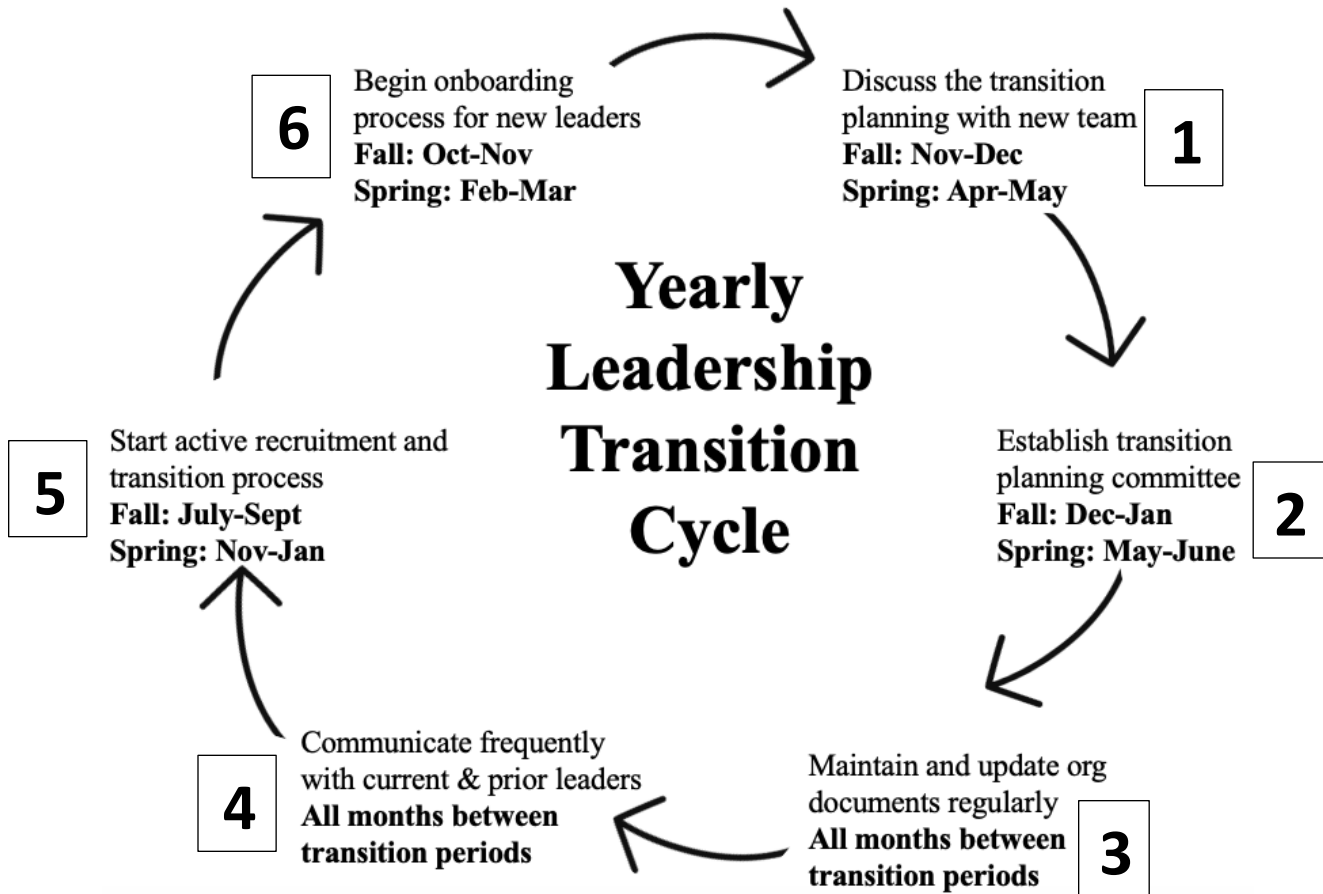 Yearly
Leadership
Transition
Cycle
1
Discuss the transition
planning with new team
Fall: Nov-Dec
Spring: Apr-May
2
Establish transition
planning committee
Fall: Dec-Jan
Spring: May-June
3
Maintain and update org
documents regularly
All months between
transition periods
4
Communicate frequently
with current & prior leaders
All months between
transition periods
5
Start active recruitment and
transition process
Fall: July-Sept
Spring: Nov-Jan
6
Begin onboarding
process for new leaders
Fall: Oct-Nov
Spring: Feb-Mar